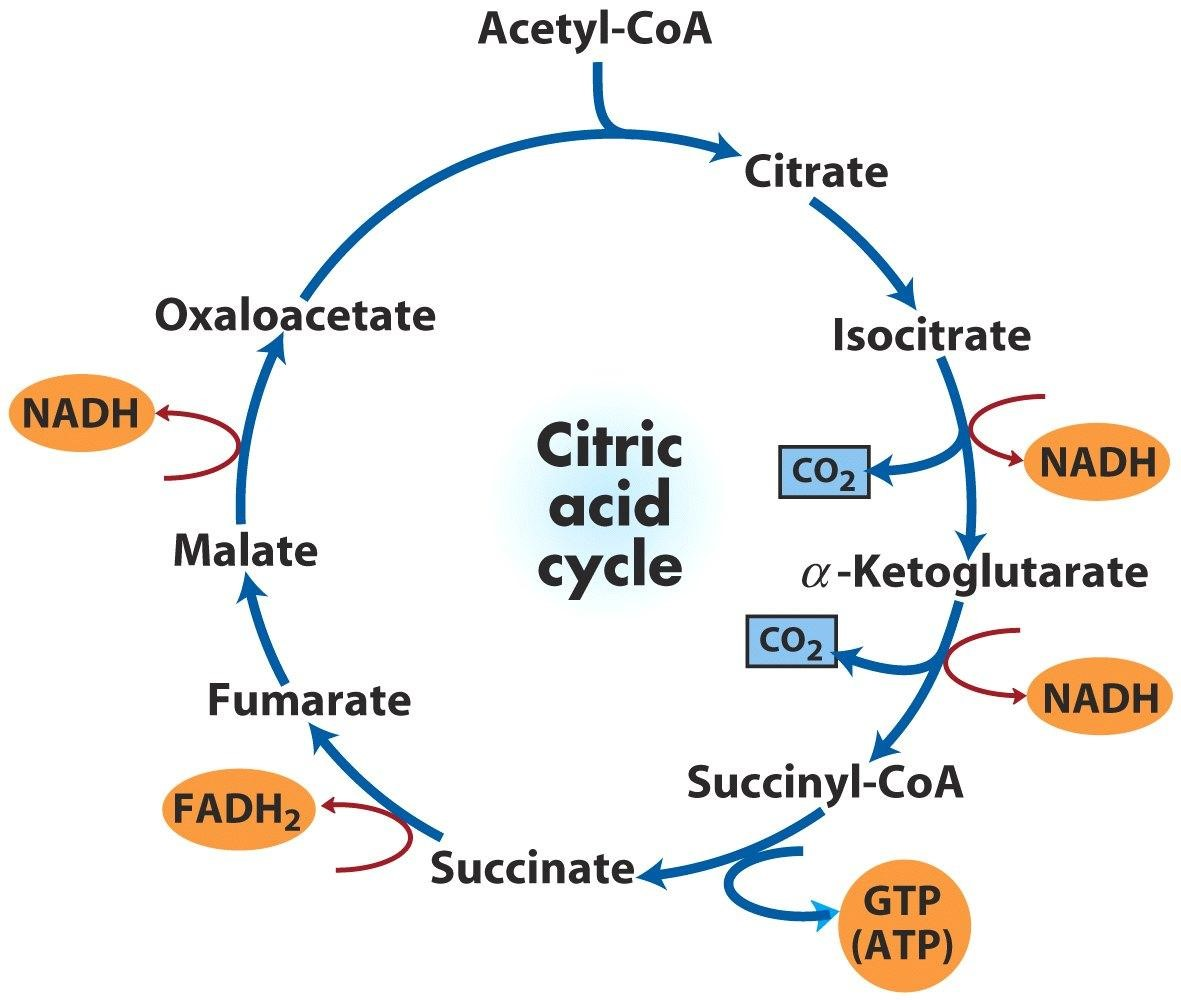 Acetyl-CoA
Citrate
Isocitrate
NADH
CO₂
α-Ketoglutarate
CO₂
NADH
Succinyl-CoA
GTP
(ATP)
Succinate
FADH₂
Fumarate
Malate
NADH
Oxaloacetate
Citric
acid
cycle